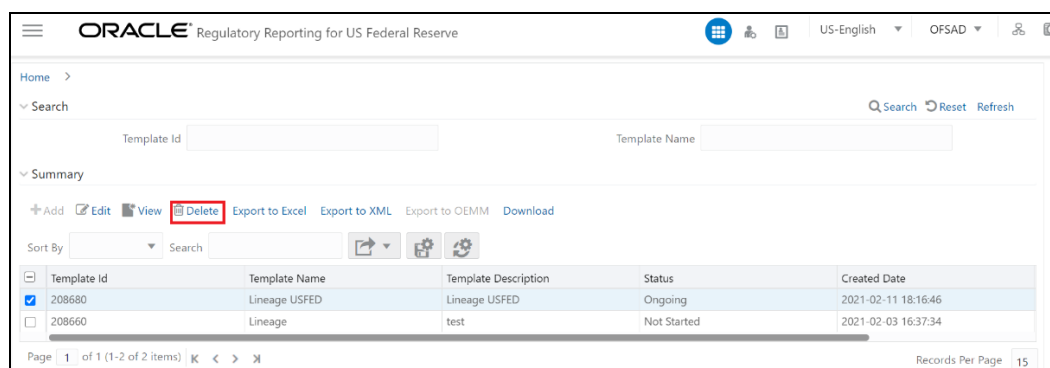 ORACLE® Regulatory Reporting for US Federal Reserve US-English OFSAD
Home >
Search Search Reset Refresh
Template Id Template Name
Summary
+Add Edit View Delete Export to Excel Export to XML Export to OEMM Download
Sort By Search
Template Id Template Name Template Description Status Created Date
208680 Lineage USFED Lineage USFED Ongoing 2021-02-11 18:16:46
208660 Lineage test Not Started 2021-02-03 16:37:34
Page 1 of 1 (1-2 of 2 items) Records Per Page 15